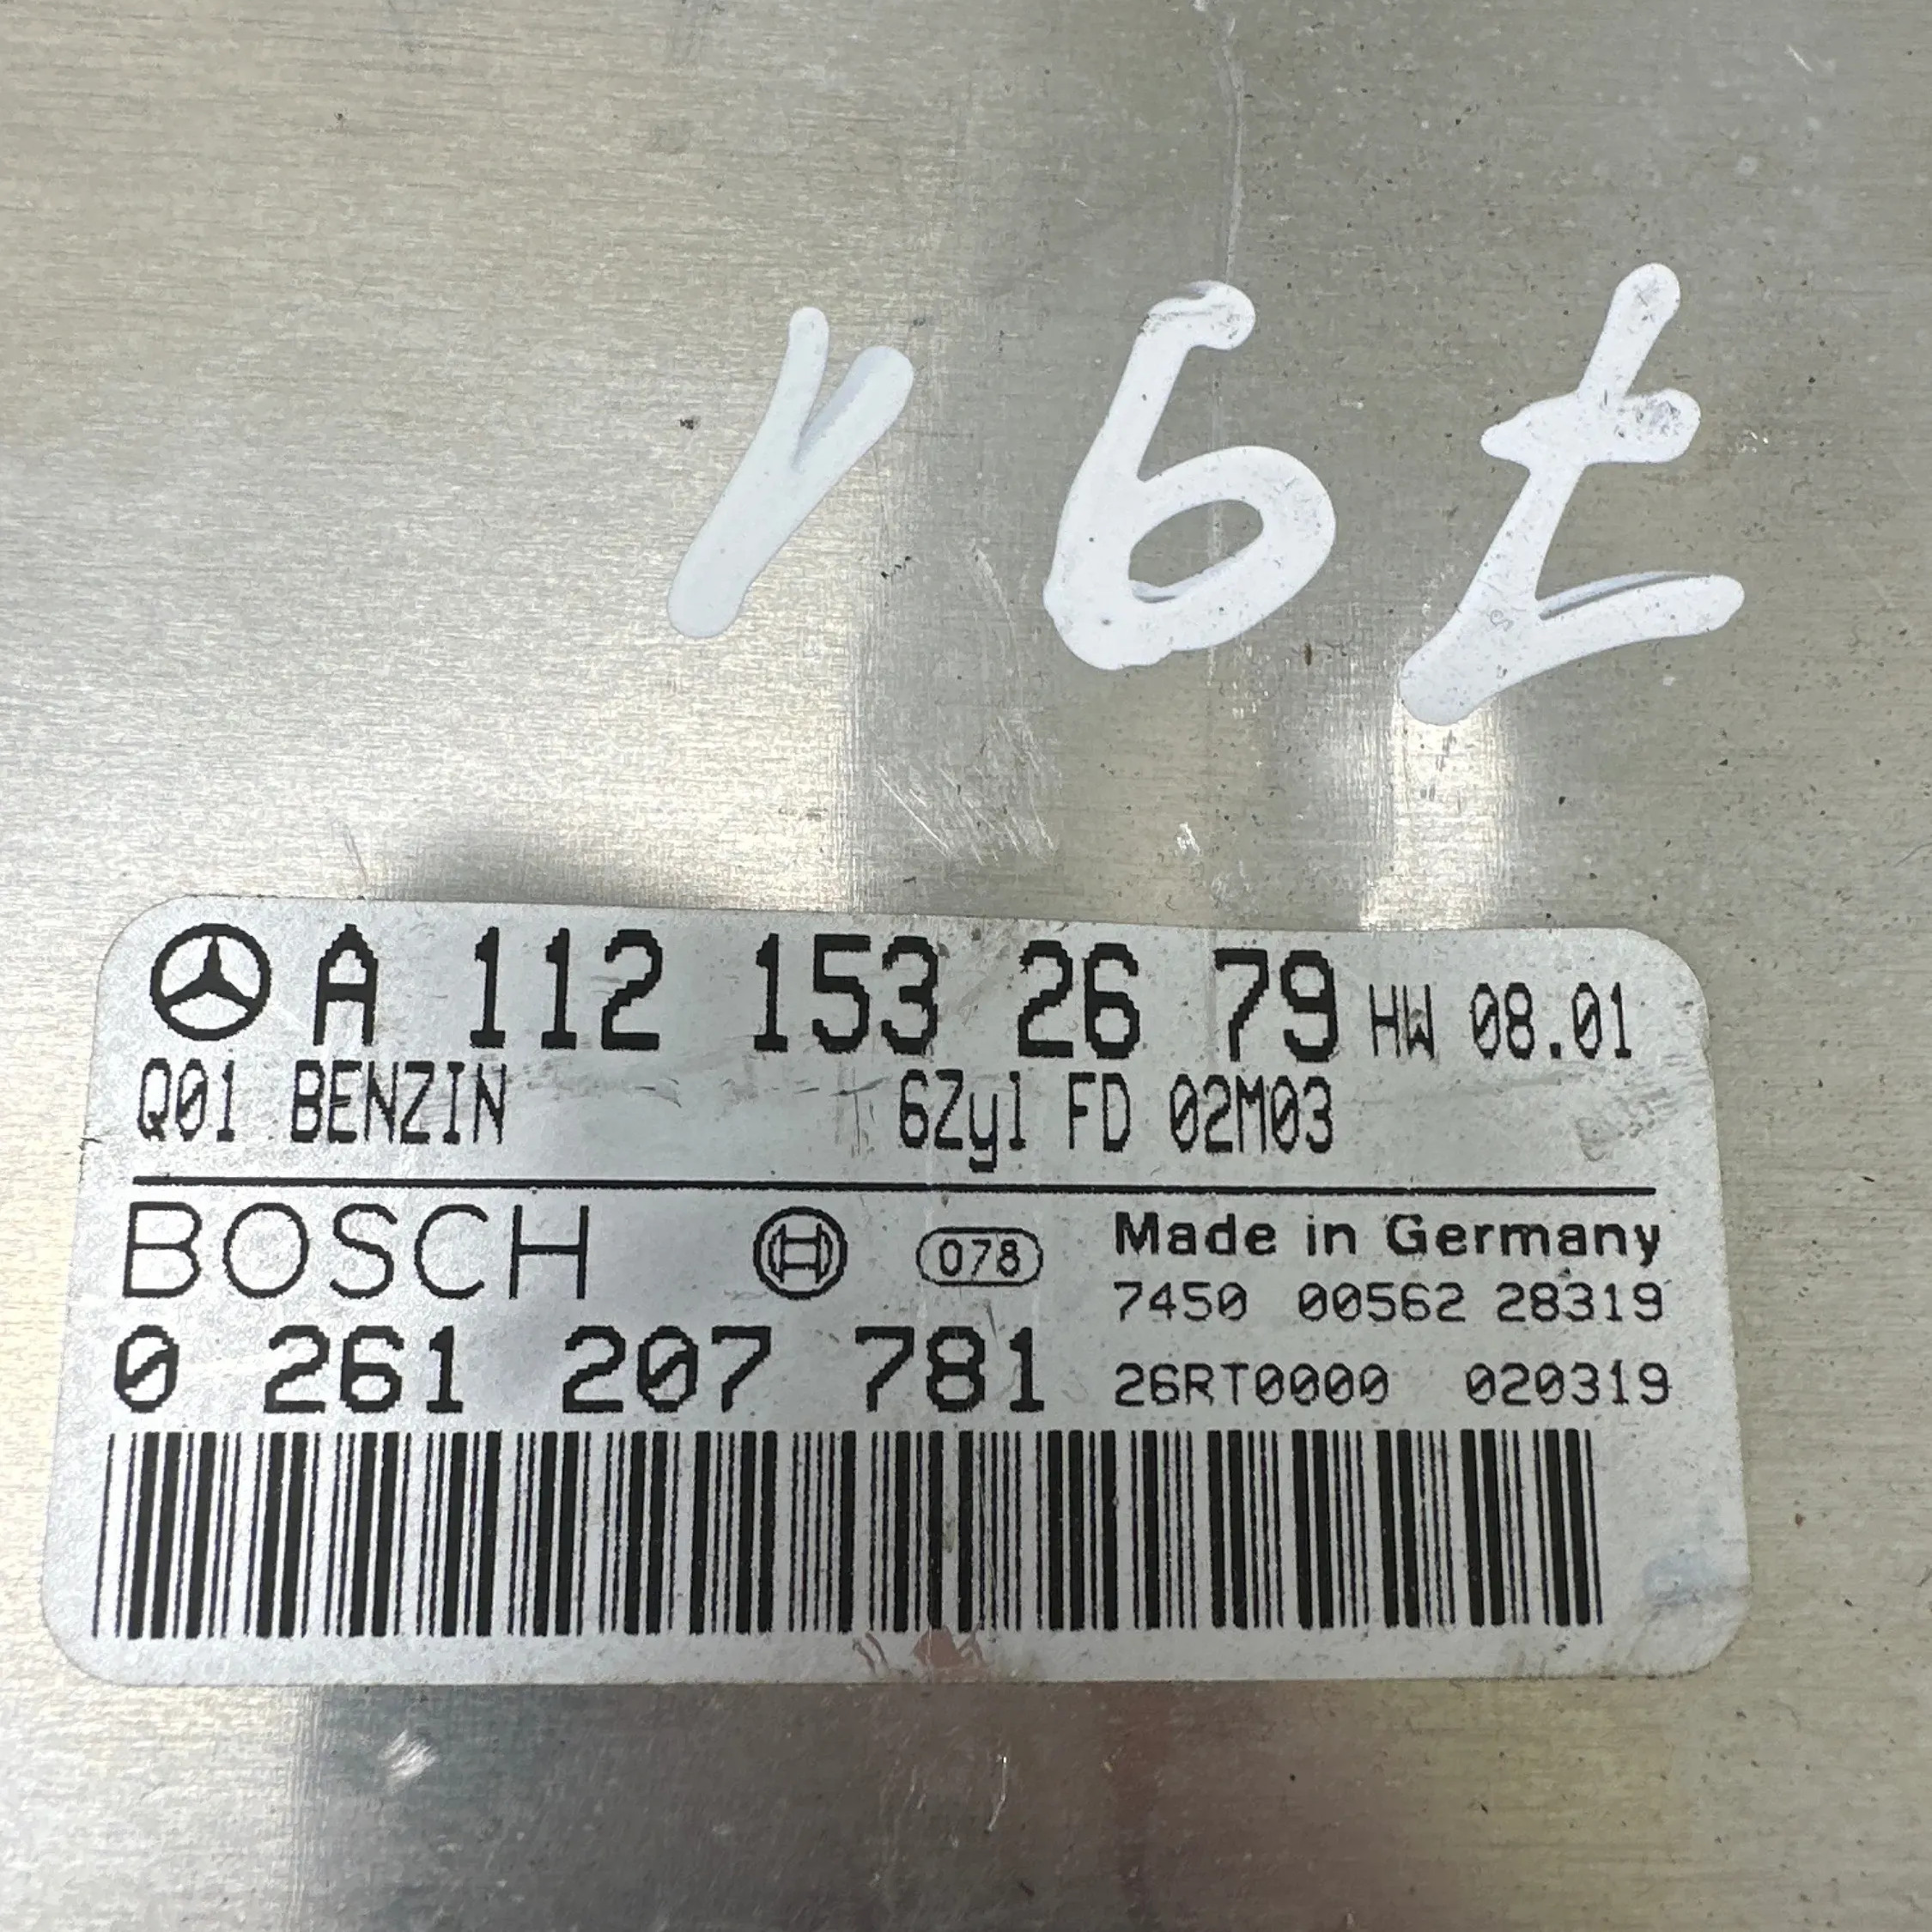 A 112 153 26 79 HW 08.01
Q01 BENZIN 6Zyl FD 02M03
BOSCH 078 Made in Germany
7450 00562 28319
0 261 207 781 26RT0000 020319